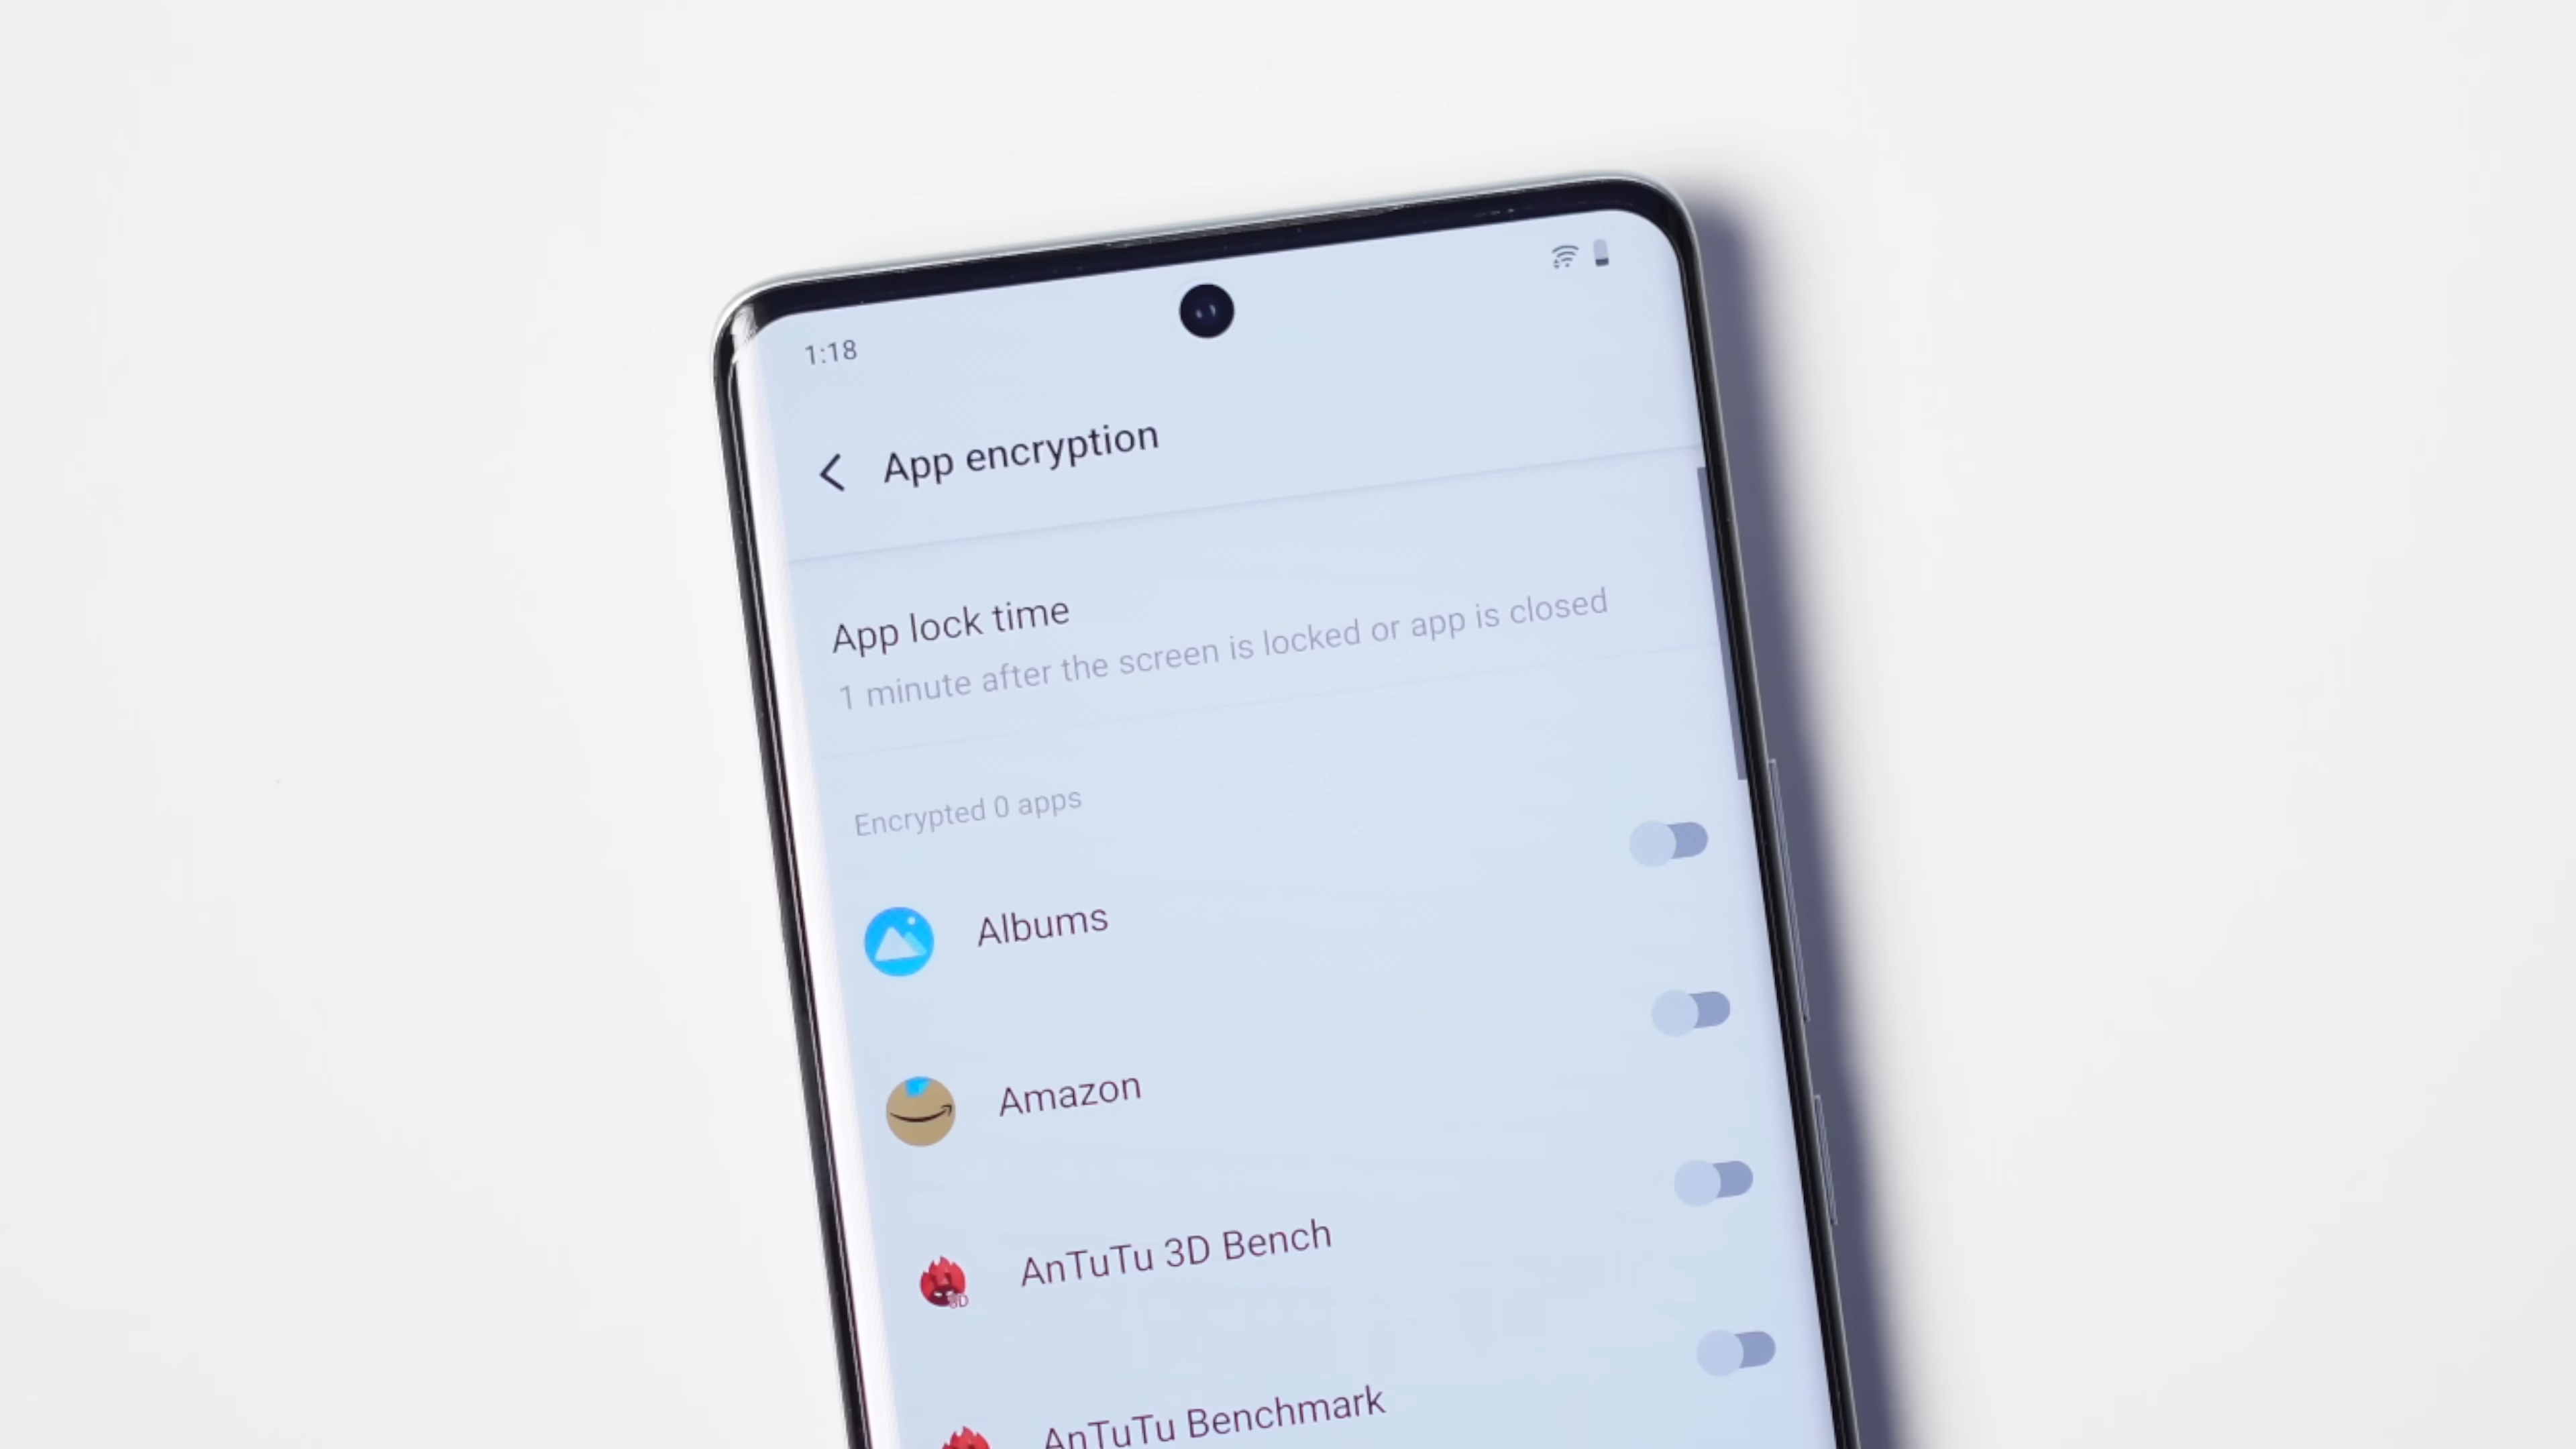 1:18
App encryption
App lock time
1 minute after the screen is locked or app is closed
Encrypted 0 apps
Albums
Amazon
AnTuTu 3D Bench
3D
AnTuTu Benchmark